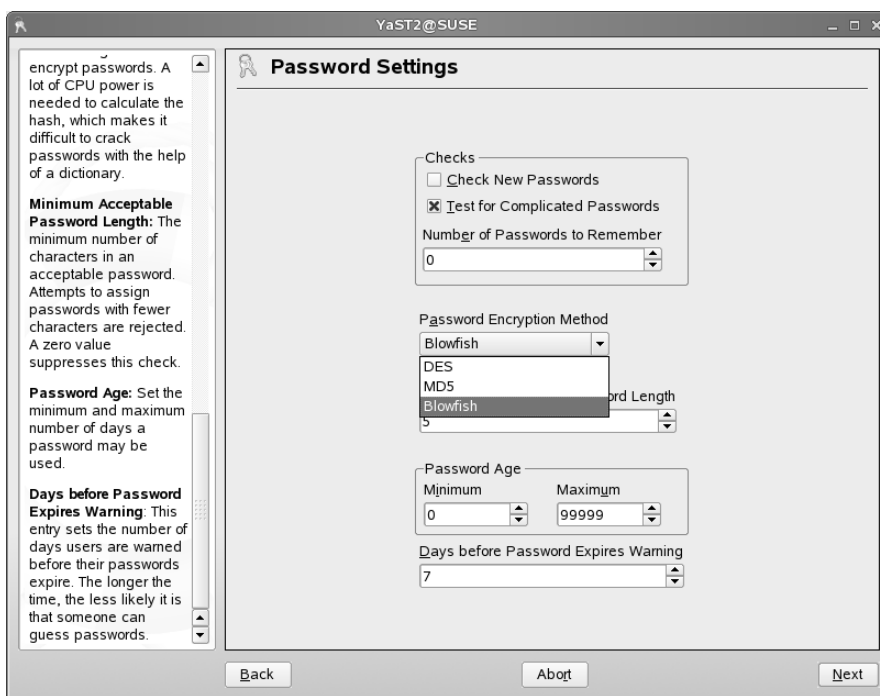 YaST2@SUSE
encrypt passwords. A
lot of CPU power is
needed to calculate the
hash, which makes it
difficult to crack
passwords with the help
of a dictionary.
Minimum Acceptable
Password Length: The
minimum number of
characters in an
acceptable password.
Attempts to assign
passwords with fewer
characters are rejected.
A zero value
suppresses this check.
Password Age: Set the
minimum and maximum
number of days a
password may be
used.
Days before Password
Expires Warning: This
entry sets the number of
days users are warned
before their passwords
expire. The longer the
time, the less likely it is
that someone can
guess passwords.
Password Settings
Checks
Check New Passwords
Test for Complicated Passwords
Number of Passwords to Remember
0
Password Encryption Method
Blowfish
DES
MD5
Blowfish
Length
5
Password Age
Minimum Maximum
0 99999
Days before Password Expires Warning
7
Back Abort Next